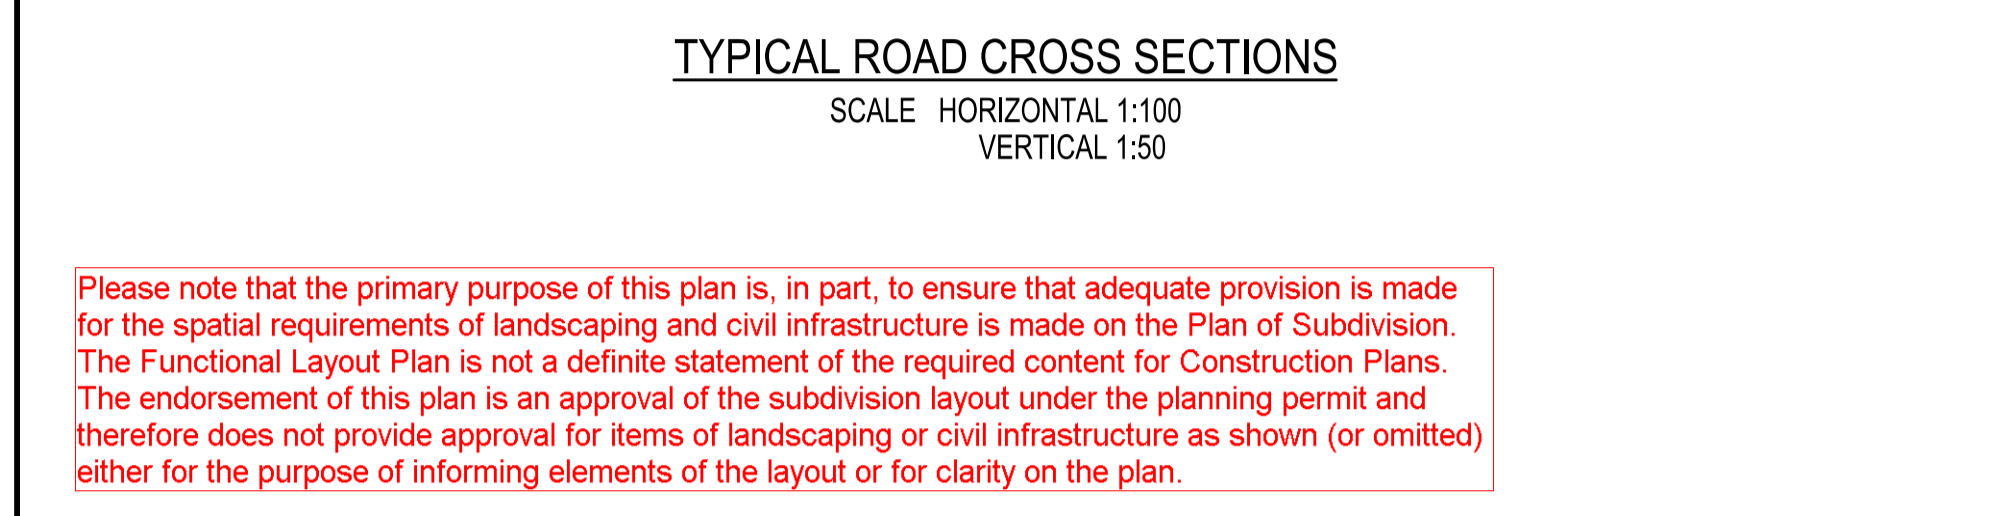 TYPICAL ROAD CROSS SECTIONS
SCALE HORIZONTAL 1:100
VERTICAL 1:50
Please note that the primary purpose of this plan is, in part, to ensure that adequate provision is made
for the spatial requirements of landscaping and civil infrastructure is made on the Plan of Subdivision.
The Functional Layout Plan is not a definite statement of the required content for Construction Plans.
The endorsement of this plan is an approval of the subdivision layout under the planning permit and
therefore does not provide approval for items of landscaping or civil infrastructure as shown (or omitted)
either for the purpose of informing elements of the layout or for clarity on the plan.